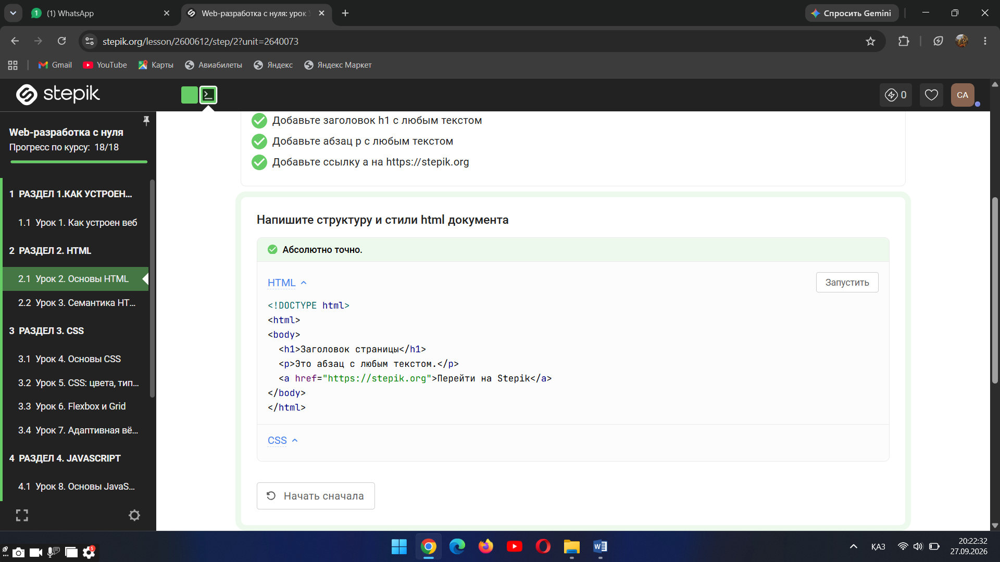 (1) WhatsApp
Web-разработка с нуля: урок
Спросить Gemini
stepik.org/lesson/2600612/step/2?unit=2640073
Gmail
YouTube
Карты
Авиабилеты
Яндекс
Яндекс Маркет
stepik
0
CA
Web-разработка с нуля
Прогресс по курсу: 18/18
1 РАЗДЕЛ 1.КАК УСТРОЕН...
1.1 Урок 1. Как устроен веб
2 РАЗДЕЛ 2. HTML
2.1 Урок 2. Основы HTML
2.2 Урок 3. Семантика HT...
3 РАЗДЕЛ 3. CSS
3.1 Урок 4. Основы CSS
3.2 Урок 5. CSS: цвета, тип...
3.3 Урок 6. Flexbox и Grid
3.4 Урок 7. Адаптивная вё...
4 РАЗДЕЛ 4. JAVASCRIPT
4.1 Урок 8. Основы JavaS...
Добавьте заголовок h1 с любым текстом
Добавьте абзац p с любым текстом
Добавьте ссылку a на https://stepik.org
Напишите структуру и стили html документа
Абсолютно точно.
HTML
Запустить
<!DOCTYPE html>
<html>
<body>
<h1>Заголовок страницы</h1>
<p>Это абзац с любым текстом.</p>
<a href="https://stepik.org">Перейти на Stepik</a>
</body>
</html>
CSS
Начать сначала
5
ҚАЗ
20:22:32
27.09.2026